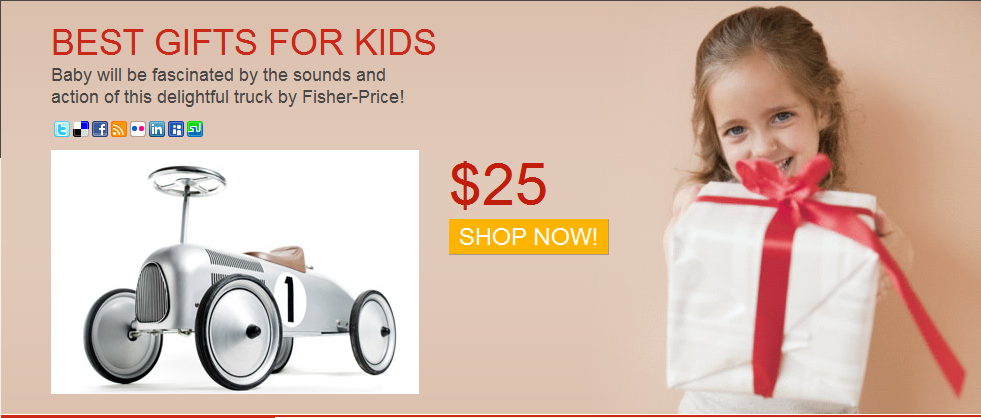 BEST GIFTS FOR KIDS
Baby will be fascinated by the sounds and
action of this delightful truck by Fisher-Price!
$25
SHOP NOW!
1